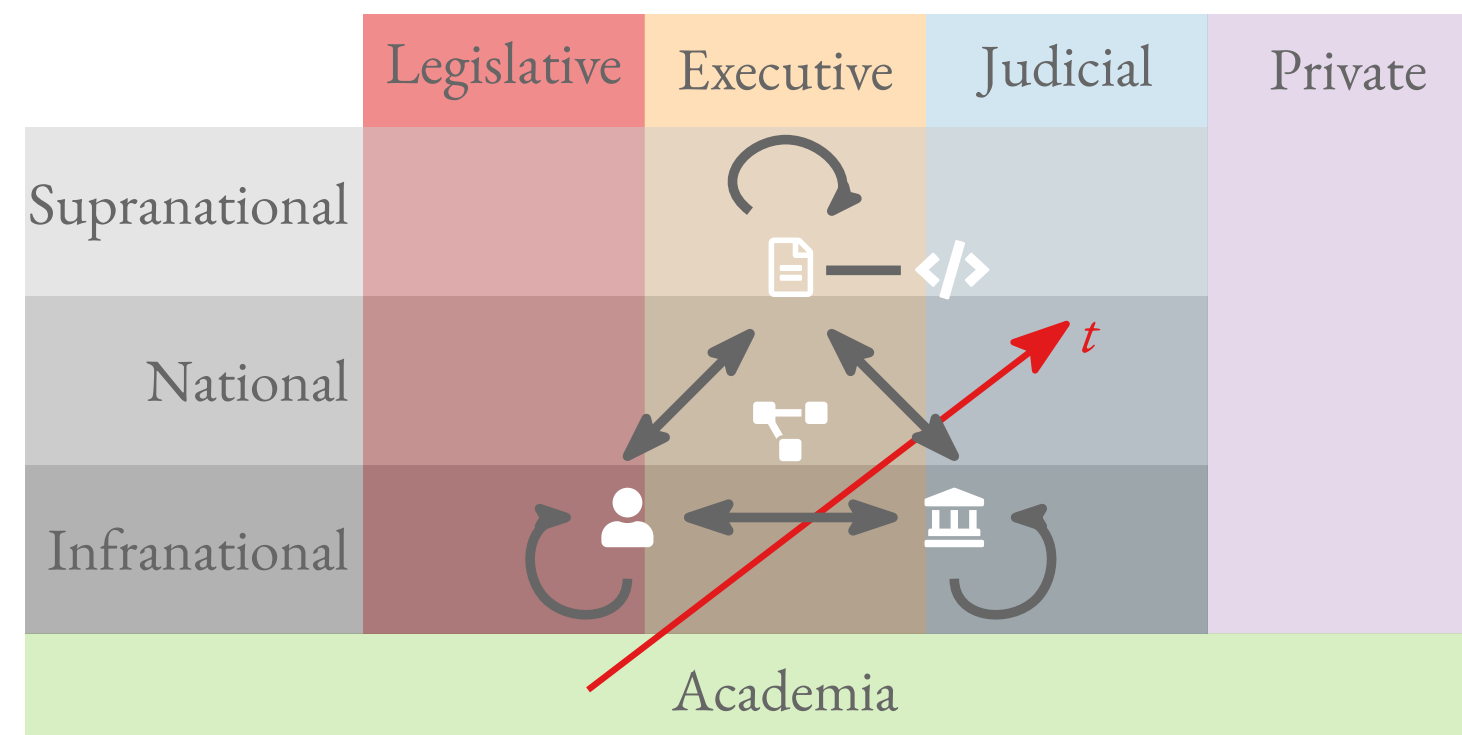 Legislative Executive Judicial Private
Supranational
t
National
Infranational
Academia